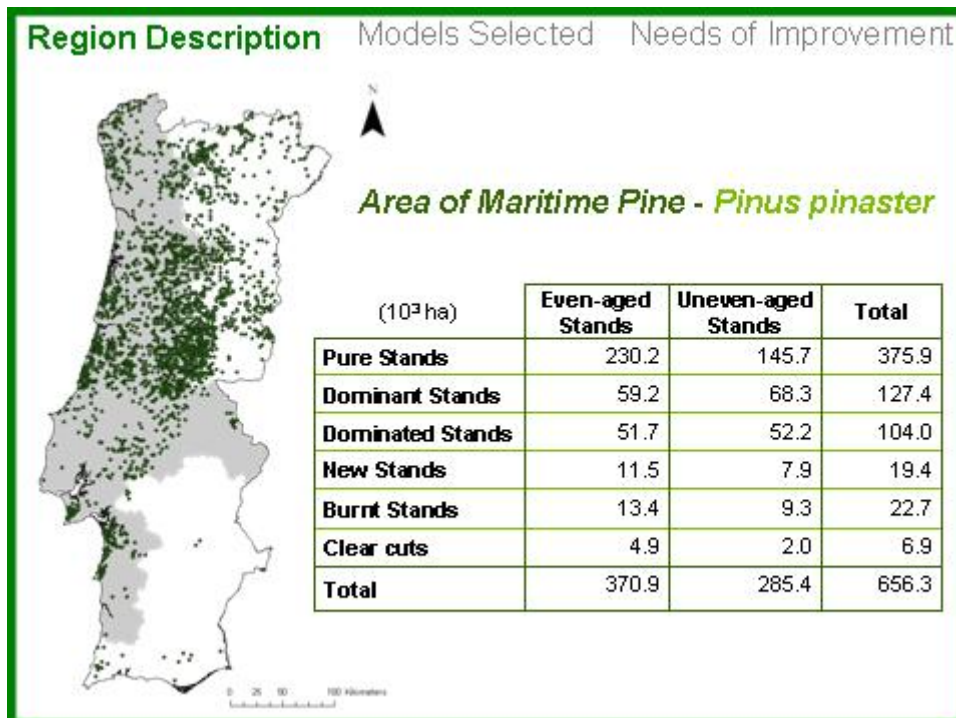 Region Description Models Selected Needs of Improvement
N
Area of Maritime Pine - Pinus pinaster
(10³ ha) Even-aged Stands Uneven-aged Stands Total
Pure Stands 230.2 145.7 375.9
Dominant Stands 59.2 68.3 127.4
Dominated Stands 51.7 52.2 104.0
New Stands 11.5 7.9 19.4
Burnt Stands 13.4 9.3 22.7
Clear cuts 4.9 2.0 6.9
Total 370.9 285.4 656.3
0 25 50 100 Kilometers